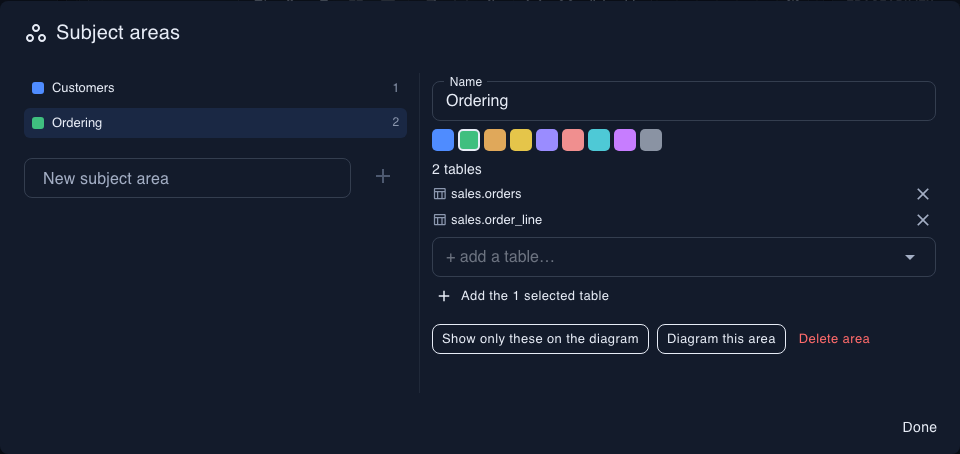 Subject areas
Customers 1
Ordering 2
New subject area
Name
Ordering
2 tables
sales.orders
sales.order_line
+ add a table…
Add the 1 selected table
Show only these on the diagram
Diagram this area
Delete area
Done